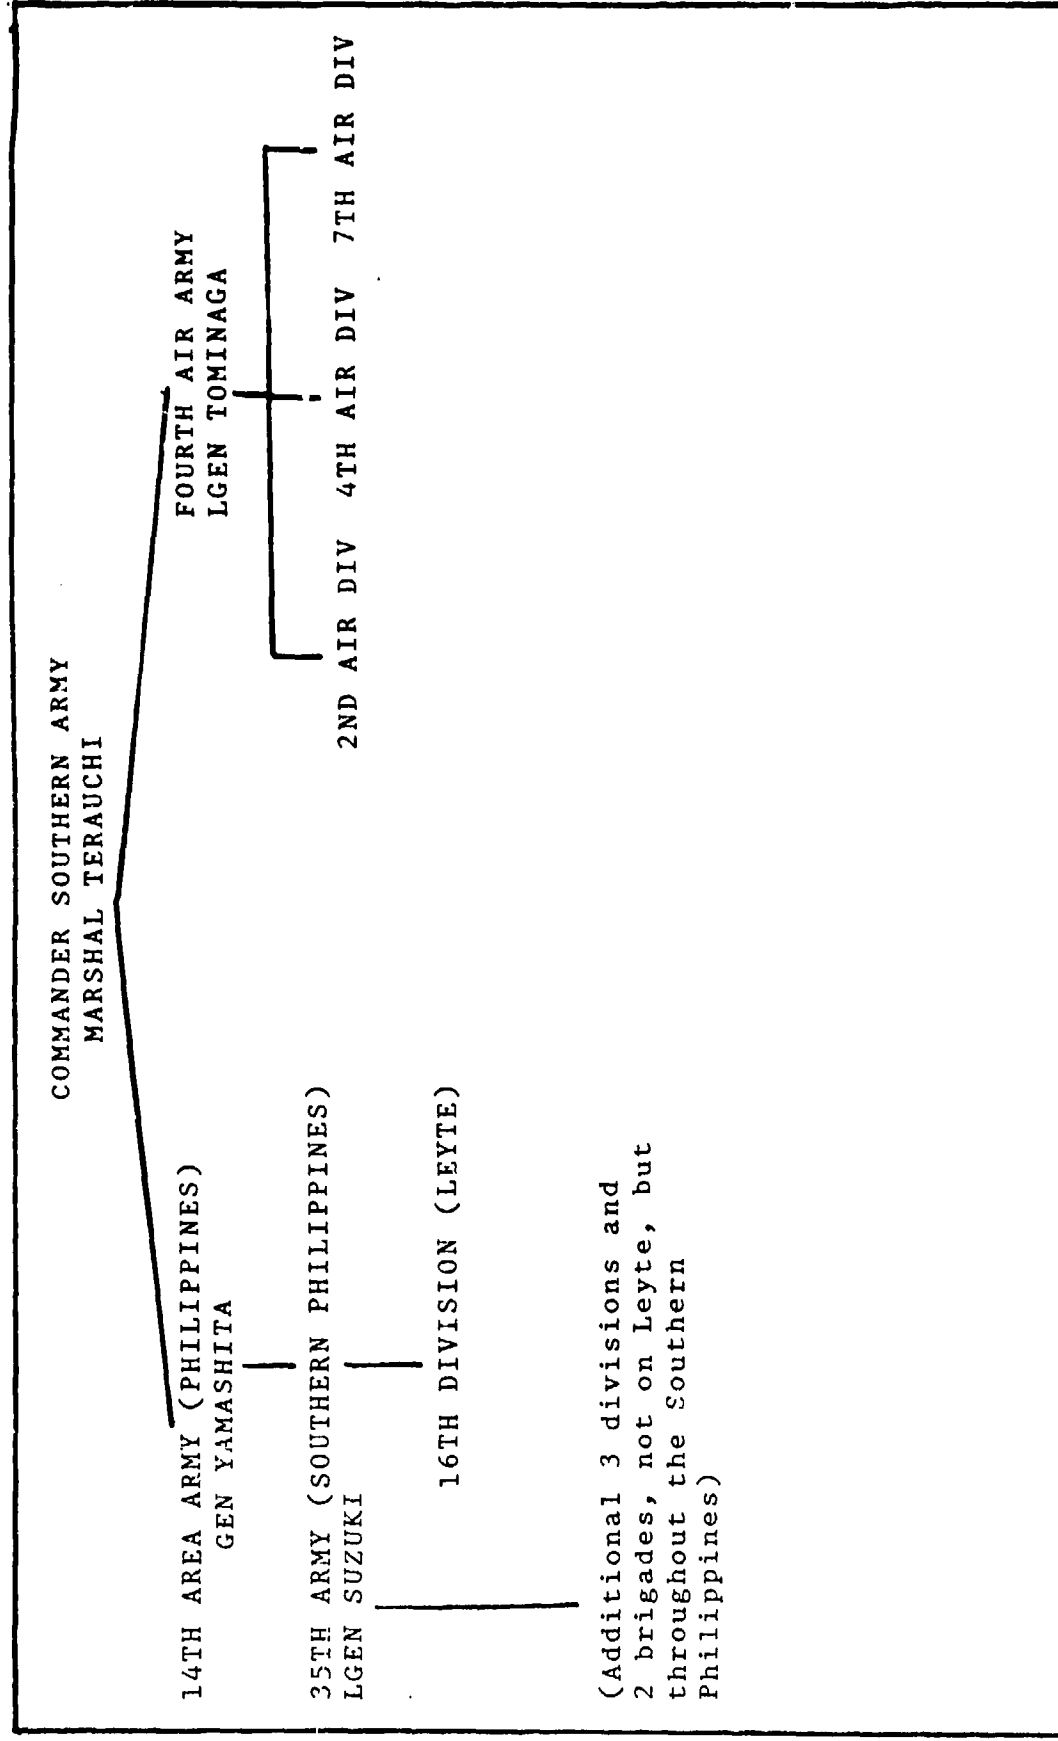 COMMANDER SOUTHERN ARMY
MARSHAL TERAUCHI
14TH AREA ARMY (PHILIPPINES)
GEN YAMASHITA
FOURTH AIR ARMY
LGEN TOMINAGA
35TH ARMY (SOUTHERN PHILIPPINES)
LGEN SUZUKI
2ND AIR DIV 4TH AIR DIV 7TH AIR DIV
16TH DIVISION (LEYTE)
(Additional 3 divisions and
2 brigades, not on Leyte, but
throughout the Southern
Philippines)